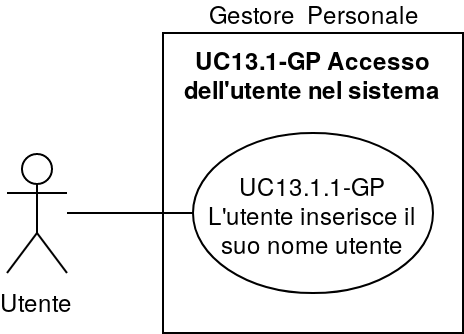 Gestore  Personale
UC13.1-GP Accesso
dell'utente nel sistema
UC13.1.1-GP
L'utente inserisce il
suo nome utente
Utente